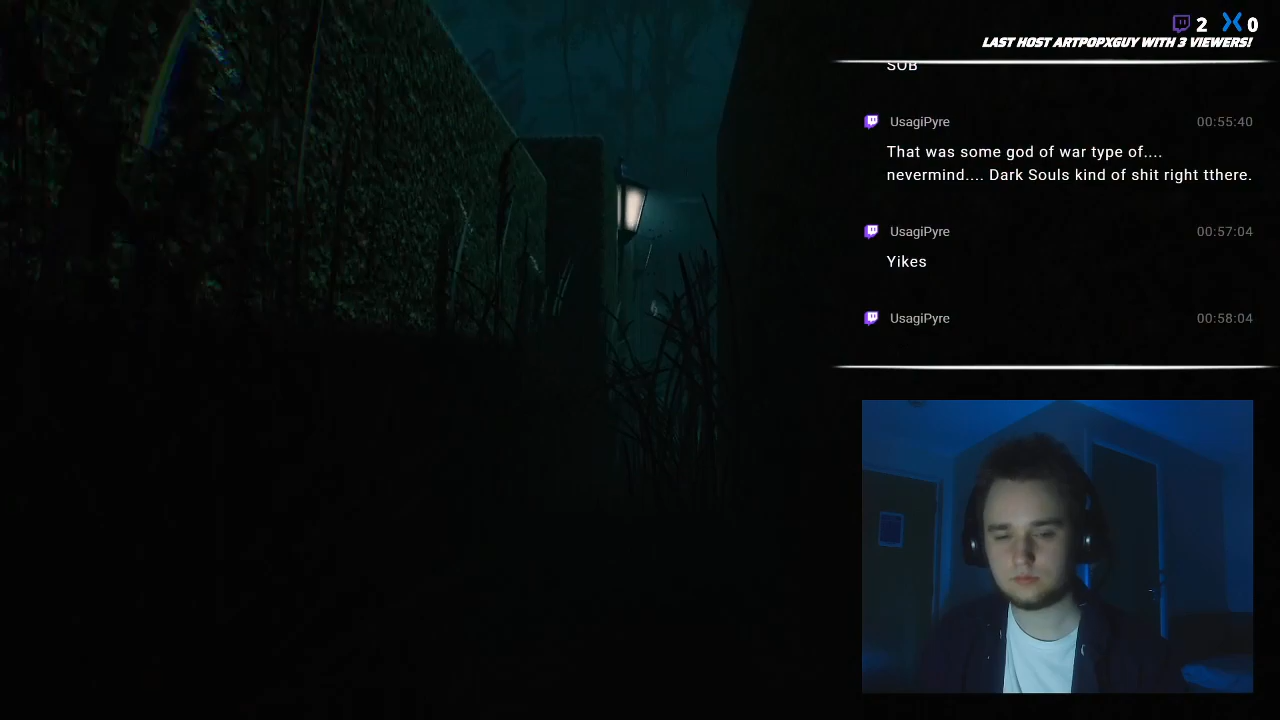 2 0
LAST HOST ARTPOPXGUY WITH 3 VIEWERS!
SOB
UsagiPyre 00:55:40
That was some god of war type of....
nevermind.... Dark Souls kind of shit right tthere.
UsagiPyre 00:57:04
Yikes
UsagiPyre 00:58:04